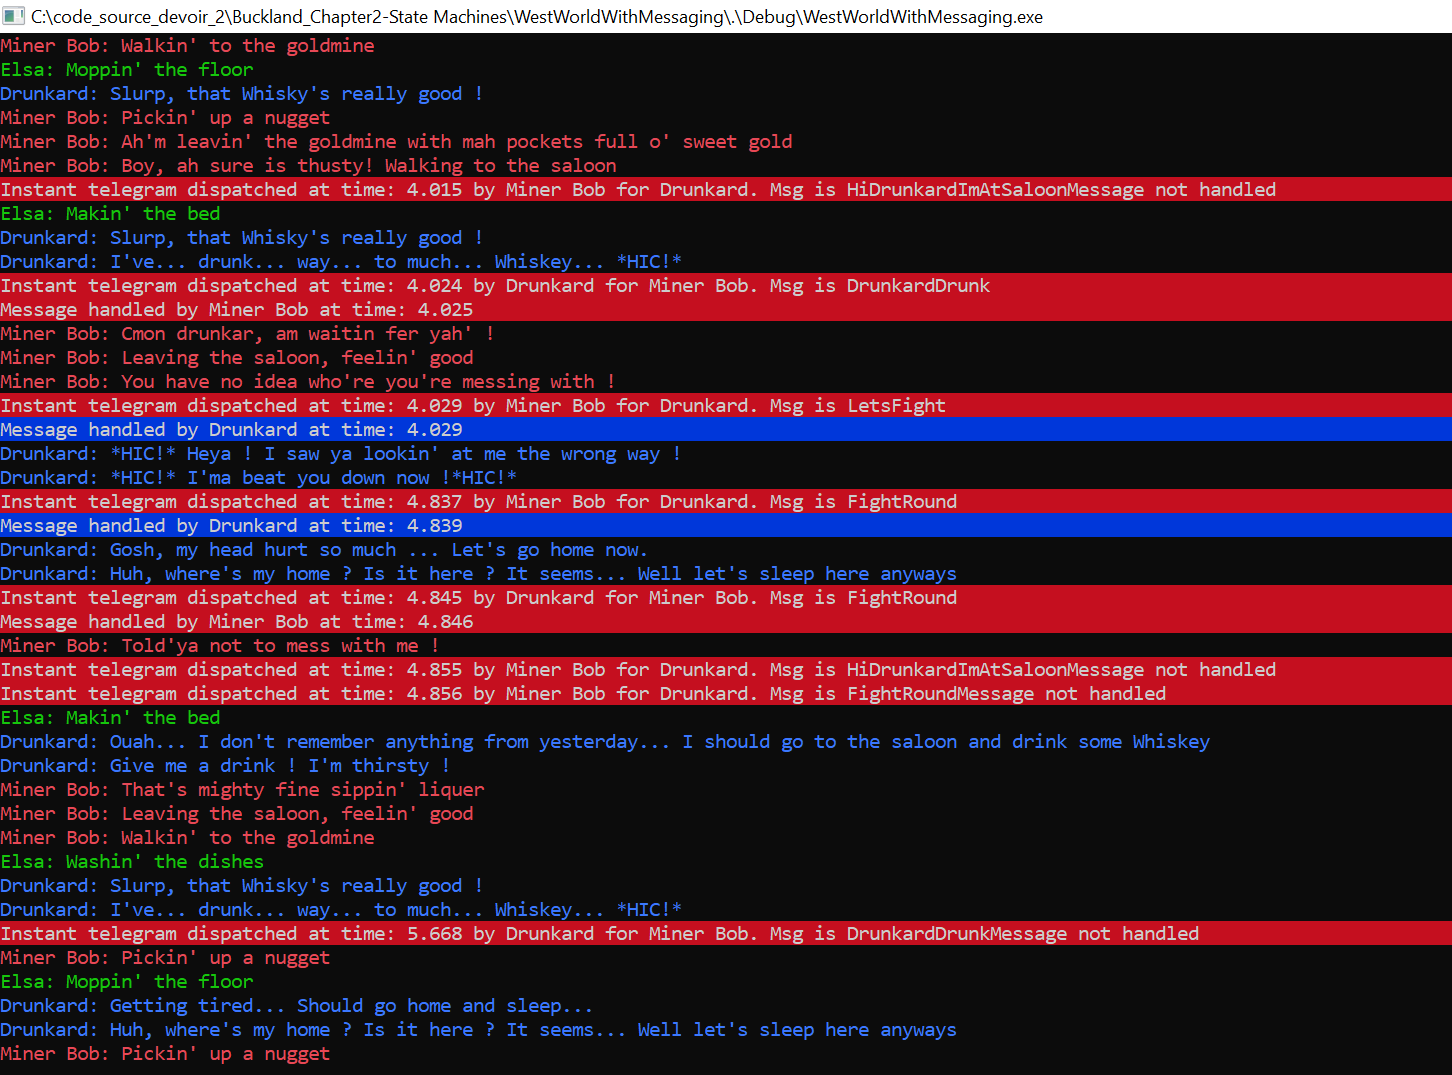 C:\code_source_devoir_2\Buckland_Chapter2-State Machines\WestWorldWithMessaging\.\Debug\WestWorldWithMessaging.exe
Miner Bob: Walkin' to the goldmine
Elsa: Moppin' the floor
Drunkard: Slurp, that Whisky's really good !
Miner Bob: Pickin' up a nugget
Miner Bob: Ah'm leavin' the goldmine with mah pockets full o' sweet gold
Miner Bob: Boy, ah sure is thusty! Walking to the saloon
Instant telegram dispatched at time: 4.015 by Miner Bob for Drunkard. Msg is HiDrunkardImAtSaloonMessage not handled
Elsa: Makin' the bed
Drunkard: Slurp, that Whisky's really good !
Drunkard: I've... drunk... way... to much... Whiskey... *HIC!*
Instant telegram dispatched at time: 4.024 by Drunkard for Miner Bob. Msg is DrunkardDrunk
Message handled by Miner Bob at time: 4.025
Miner Bob: Cmon drunkar, am waitin fer yah' !
Miner Bob: Leaving the saloon, feelin' good
Miner Bob: You have no idea who're you're messing with !
Instant telegram dispatched at time: 4.029 by Miner Bob for Drunkard. Msg is LetsFight
Message handled by Drunkard at time: 4.029
Drunkard: *HIC!* Heya ! I saw ya lookin' at me the wrong way !
Drunkard: *HIC!* I'ma beat you down now !*HIC!*
Instant telegram dispatched at time: 4.837 by Miner Bob for Drunkard. Msg is FightRound
Message handled by Drunkard at time: 4.839
Drunkard: Gosh, my head hurt so much ... Let's go home now.
Drunkard: Huh, where's my home ? Is it here ? It seems... Well let's sleep here anyways
Instant telegram dispatched at time: 4.845 by Drunkard for Miner Bob. Msg is FightRound
Message handled by Miner Bob at time: 4.846
Miner Bob: Told'ya not to mess with me !
Instant telegram dispatched at time: 4.855 by Miner Bob for Drunkard. Msg is HiDrunkardImAtSaloonMessage not handled
Instant telegram dispatched at time: 4.856 by Miner Bob for Drunkard. Msg is FightRoundMessage not handled
Elsa: Makin' the bed
Drunkard: Ouah... I don't remember anything from yesterday... I should go to the saloon and drink some Whiskey
Drunkard: Give me a drink ! I'm thirsty !
Miner Bob: That's mighty fine sippin' liquer
Miner Bob: Leaving the saloon, feelin' good
Miner Bob: Walkin' to the goldmine
Elsa: Washin' the dishes
Drunkard: Slurp, that Whisky's really good !
Drunkard: I've... drunk... way... to much... Whiskey... *HIC!*
Instant telegram dispatched at time: 5.668 by Drunkard for Miner Bob. Msg is DrunkardDrunkMessage not handled
Miner Bob: Pickin' up a nugget
Elsa: Moppin' the floor
Drunkard: Getting tired... Should go home and sleep...
Drunkard: Huh, where's my home ? Is it here ? It seems... Well let's sleep here anyways
Miner Bob: Pickin' up a nugget